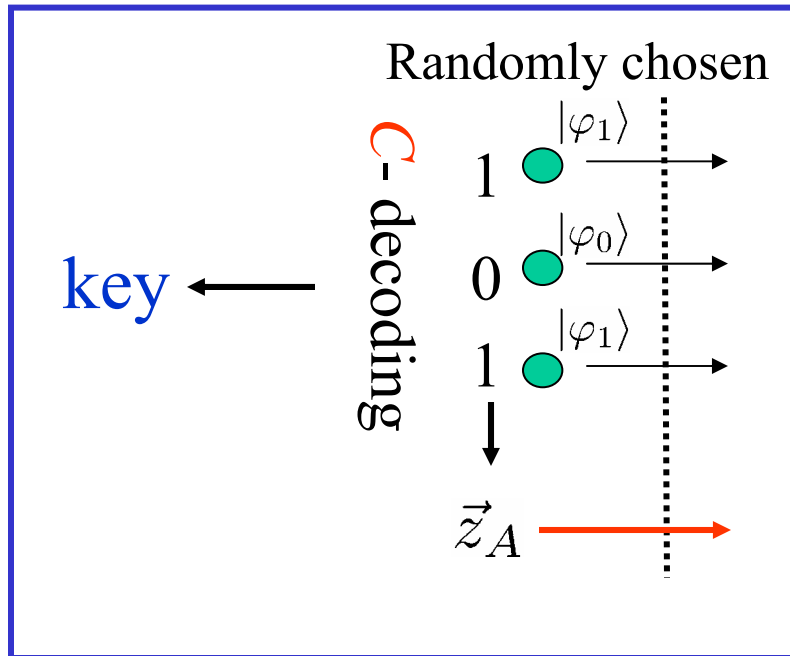 Randomly chosen
|φ₁⟩
1
|φ₀⟩
0
|φ₁⟩
1
C- decoding
key
z⃗_A